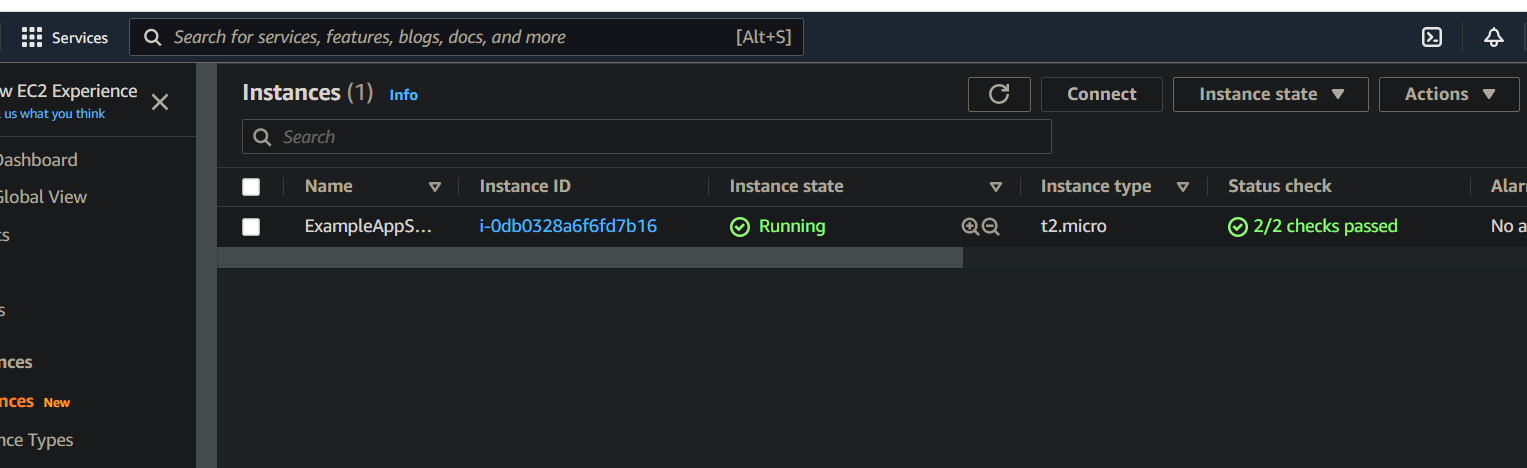 Services
Search for services, features, blogs, docs, and more [Alt+S]
w EC2 Experience
us what you think
Dashboard
Global View
ts
s
nces
nces New
nce Types
Instances (1) Info
Connect
Instance state
Actions
Search
Name Instance ID Instance state Instance type Status check Alar
ExampleAppS... i-0db0328a6f6fd7b16 Running t2.micro 2/2 checks passed No a